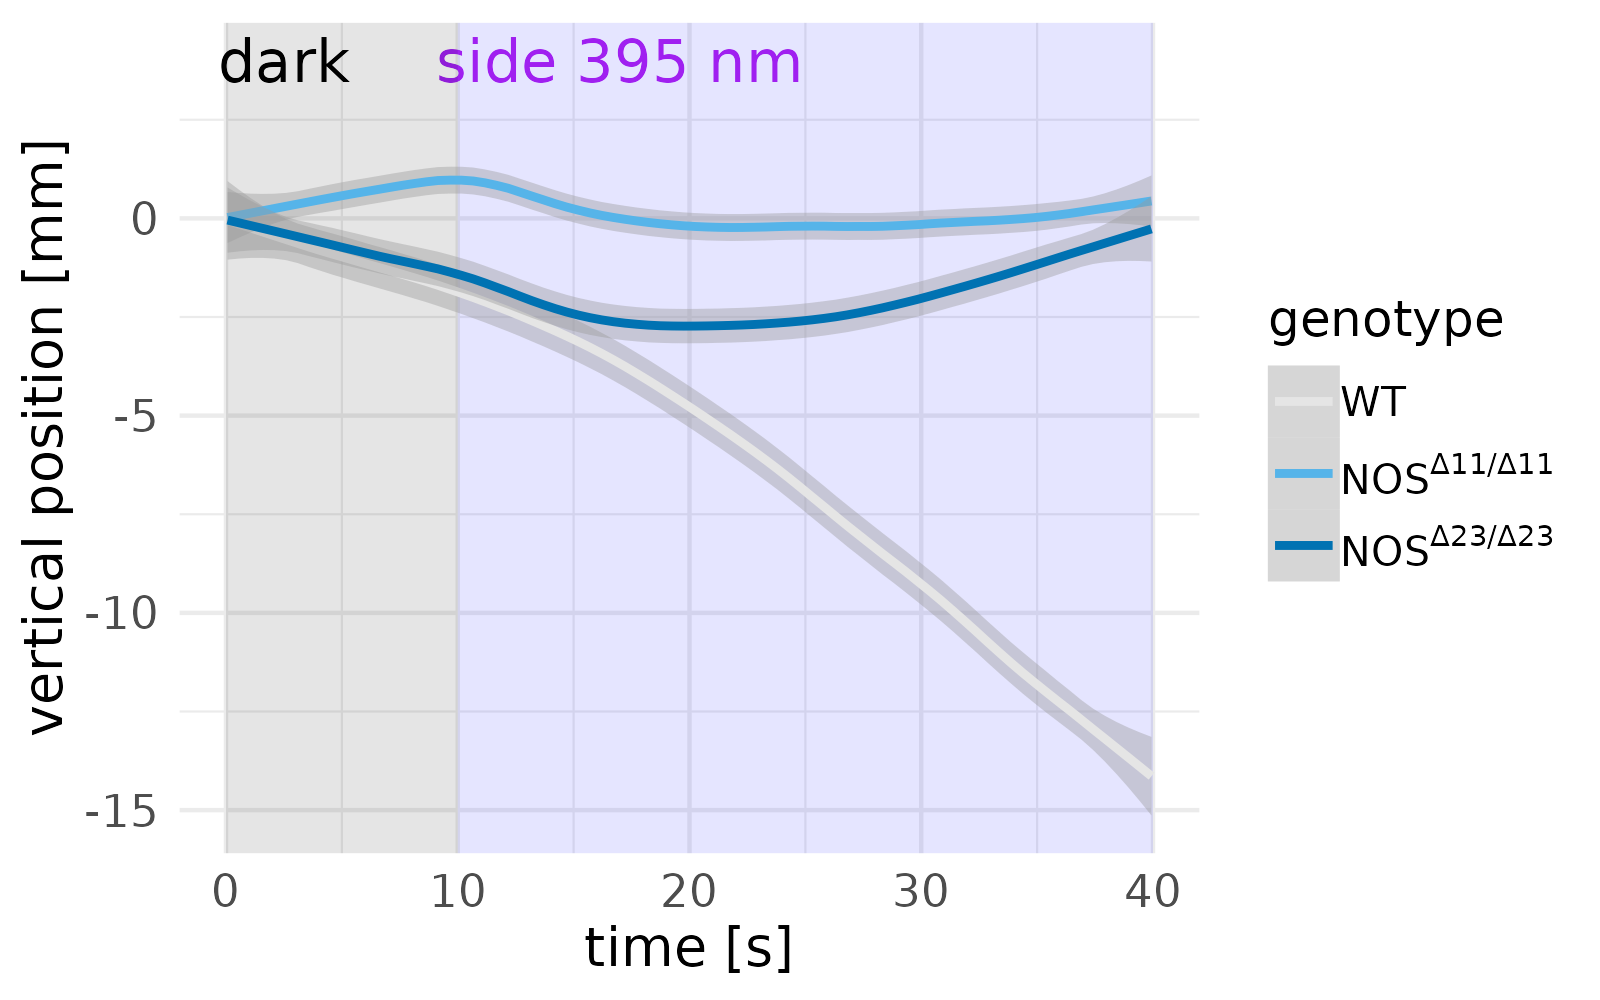 dark side 395 nm
vertical position [mm]
0
-5
-10
-15
0 10 20 30 40
time [s]
genotype
WT
NOSΔ11/Δ11
NOSΔ23/Δ23